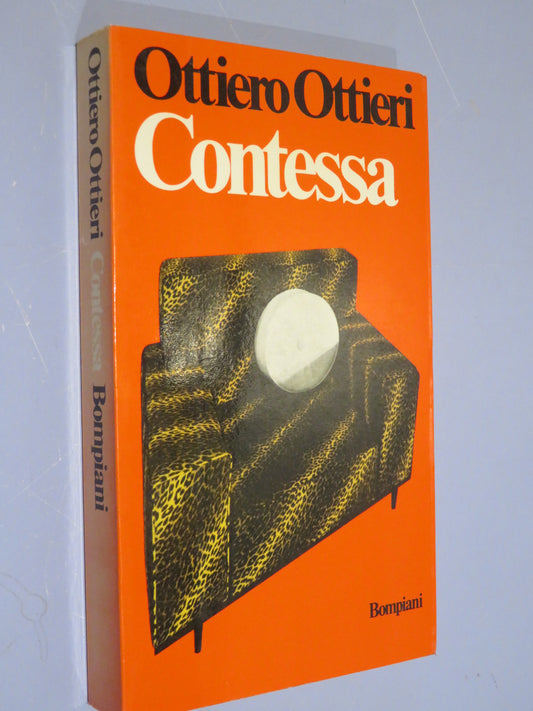 Ottiero Ottieri
Contessa
Bompiani
Ottiero Ottieri Contessa Bompiani